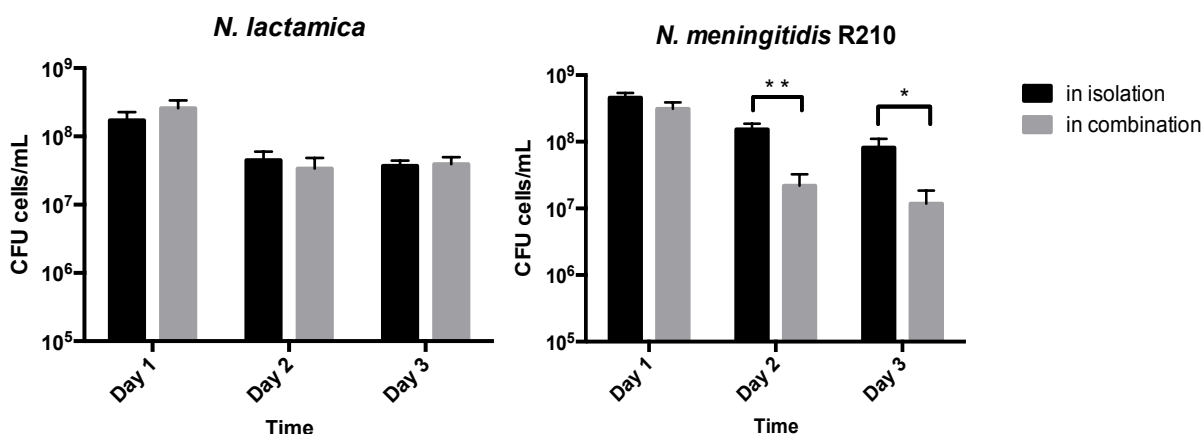 N. lactamica
CFU cells/mL
10⁹
10⁸
10⁷
10⁶
10⁵
Day 1
Day 2
Day 3
Time
N. meningitidis R210
CFU cells/mL
10⁹
10⁸
10⁷
10⁶
10⁵
**
*
Day 1
Day 2
Day 3
Time
in isolation
in combination